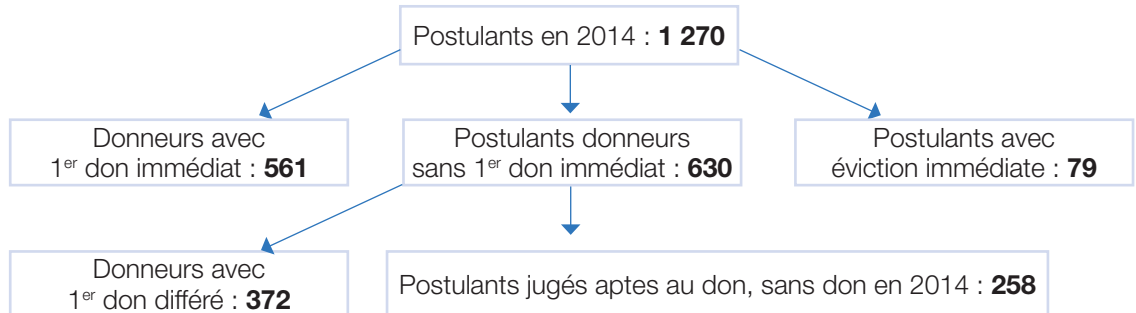 Postulants en 2014 : 1 270
Donneurs avec
1er don immédiat : 561
Postulants donneurs
sans 1er don immédiat : 630
Postulants avec
éviction immédiate : 79
Donneurs avec
1er don différé : 372
Postulants jugés aptes au don, sans don en 2014 : 258